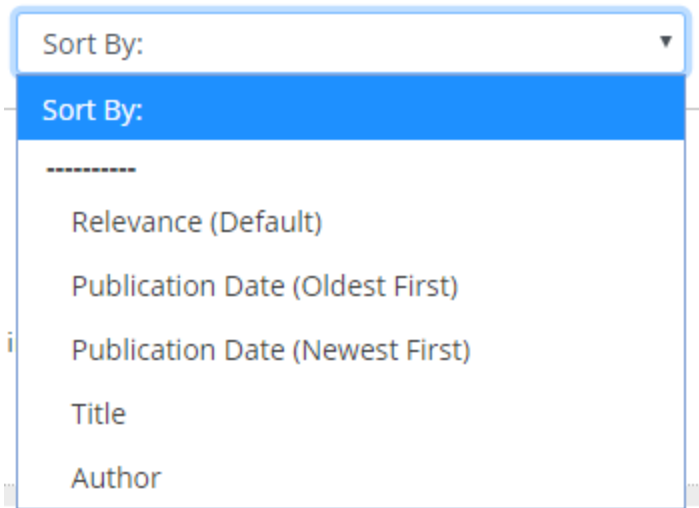 Sort By:
Sort By:
----------
Relevance (Default)
Publication Date (Oldest First)
Publication Date (Newest First)
Title
Author